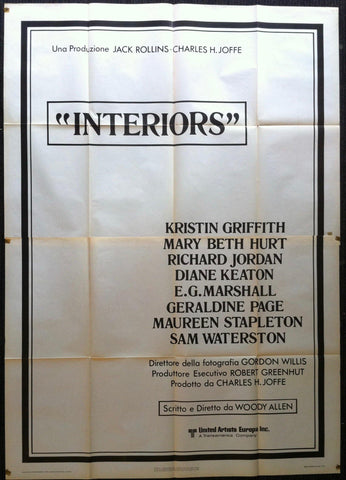 Una Produzione JACK ROLLINS-CHARLES H. JOFFE
"INTERIORS"
KRISTIN GRIFFITH
MARY BETH HURT
RICHARD JORDAN
DIANE KEATON
E.G. MARSHALL
GERALDINE PAGE
MAUREEN STAPLETON
SAM WATERSTON
Direttore della fotografia GORDON WILLIS
Produttore Esecutivo ROBERT GREENHUT
Prodotto da CHARLES H. JOFFE
Scritto e Diretto da WOODY ALLEN
United Artists Europa Inc.
A Transamerica Company